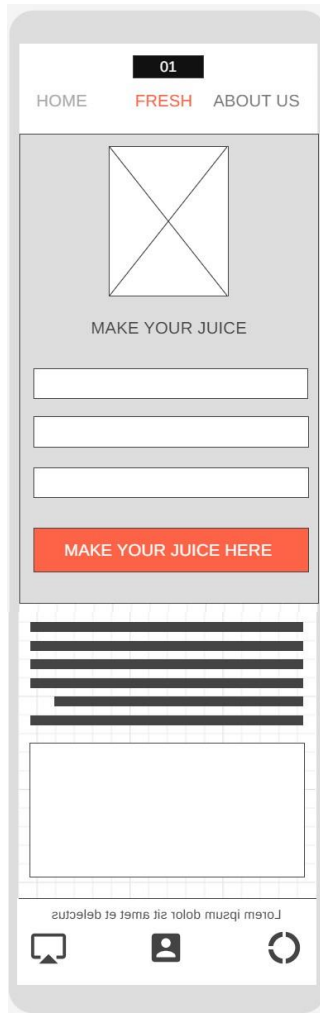 01
HOME FRESH ABOUT US
MAKE YOUR JUICE
MAKE YOUR JUICE HERE
Lorem ipsum dolor sit amet et delectus